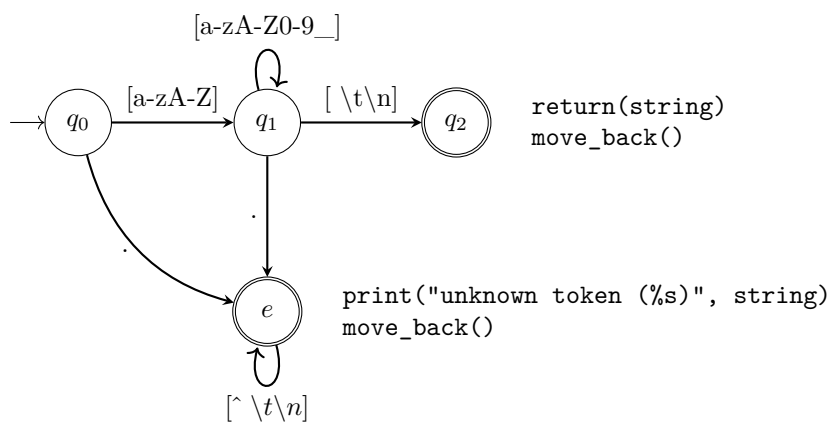 [a-zA-Z0-9_]
[a-zA-Z]
[ \t\n]
q0
q1
q2
return(string)
move_back()
.
.
e
print("unknown token (%s)", string)
move_back()
[^ \t\n]